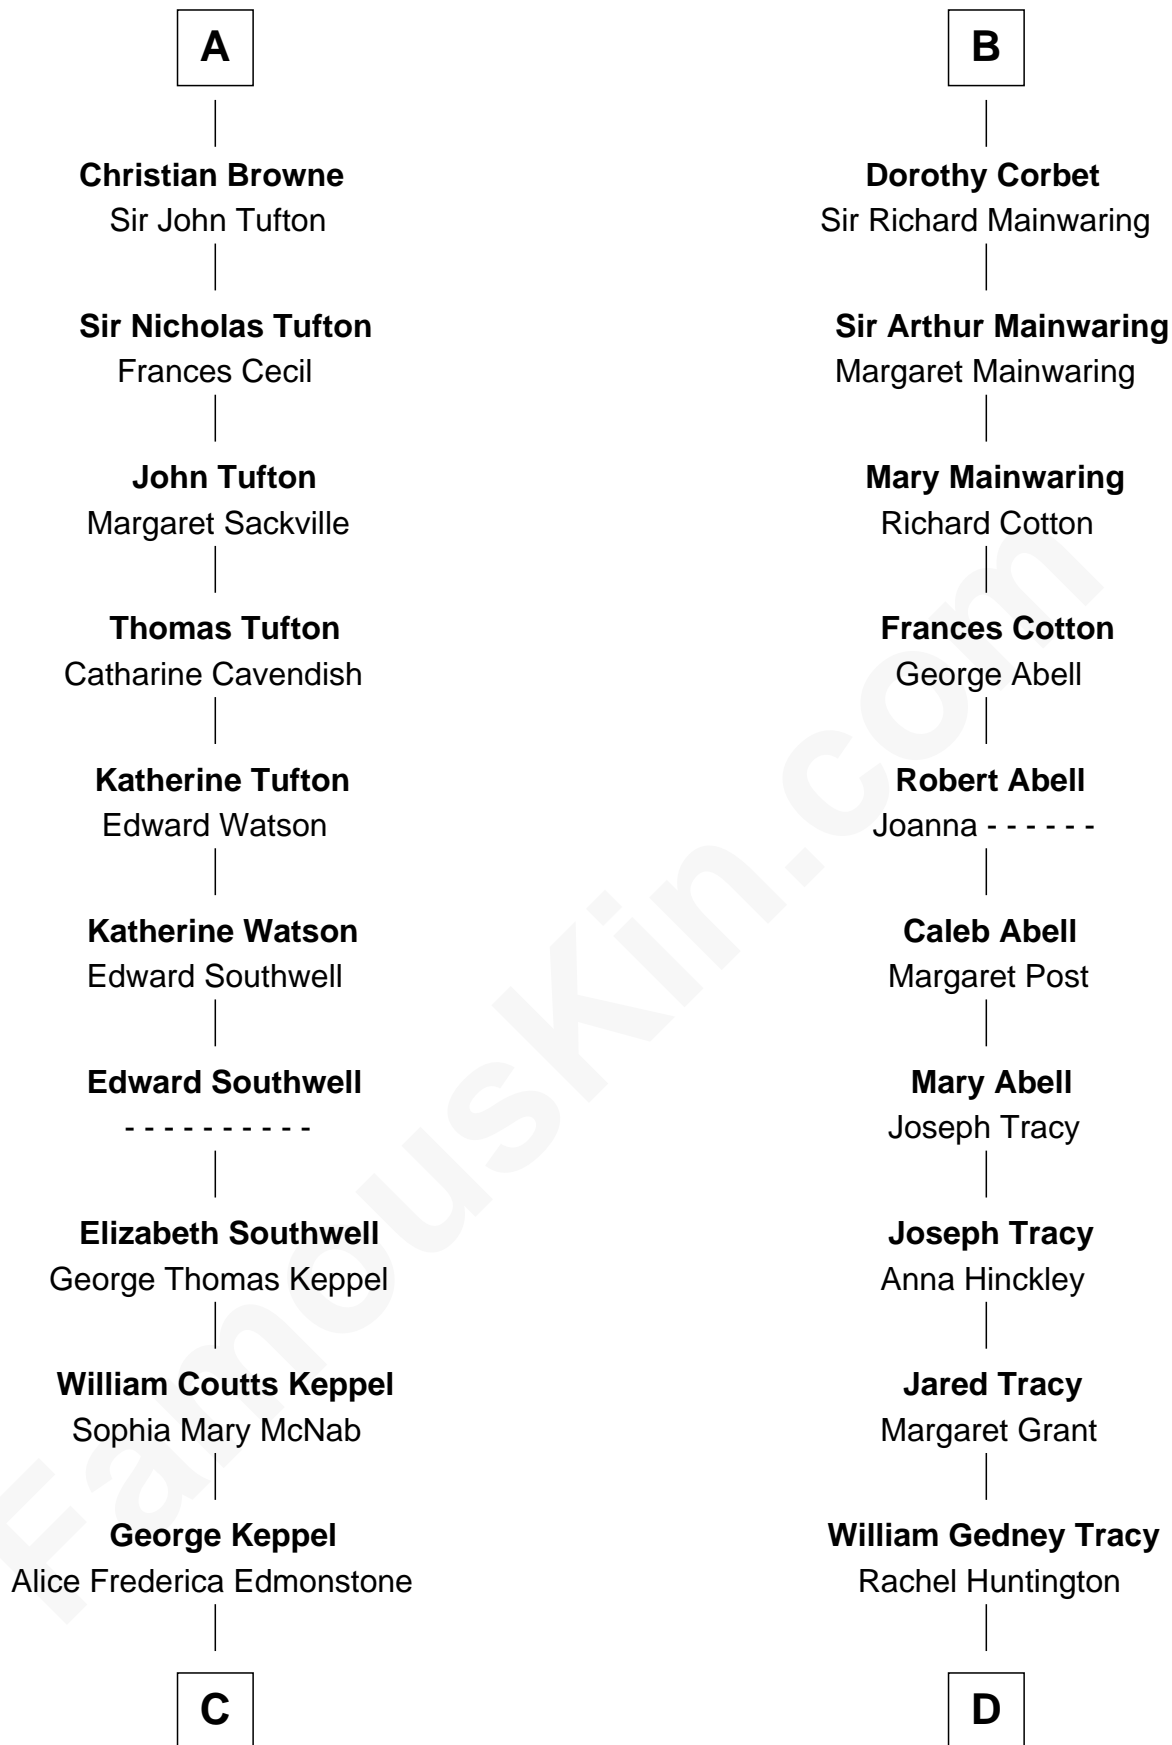 A
Christian Browne
Sir John Tufton
Sir Nicholas Tufton
Frances Cecil
John Tufton
Margaret Sackville
Thomas Tufton
Catharine Cavendish
Katherine Tufton
Edward Watson
Katherine Watson
Edward Southwell
Edward Southwell
- - - - - - - - - -
Elizabeth Southwell
George Thomas Keppel
William Coutts Keppel
Sophia Mary McNab
George Keppel
Alice Frederica Edmonstone
C
B
Dorothy Corbet
Sir Richard Mainwaring
Sir Arthur Mainwaring
Margaret Mainwaring
Mary Mainwaring
Richard Cotton
Frances Cotton
George Abell
Robert Abell
Joanna - - - - - -
Caleb Abell
Margaret Post
Mary Abell
Joseph Tracy
Joseph Tracy
Anna Hinckley
Jared Tracy
Margaret Grant
William Gedney Tracy
Rachel Huntington
D
FamousKin.com